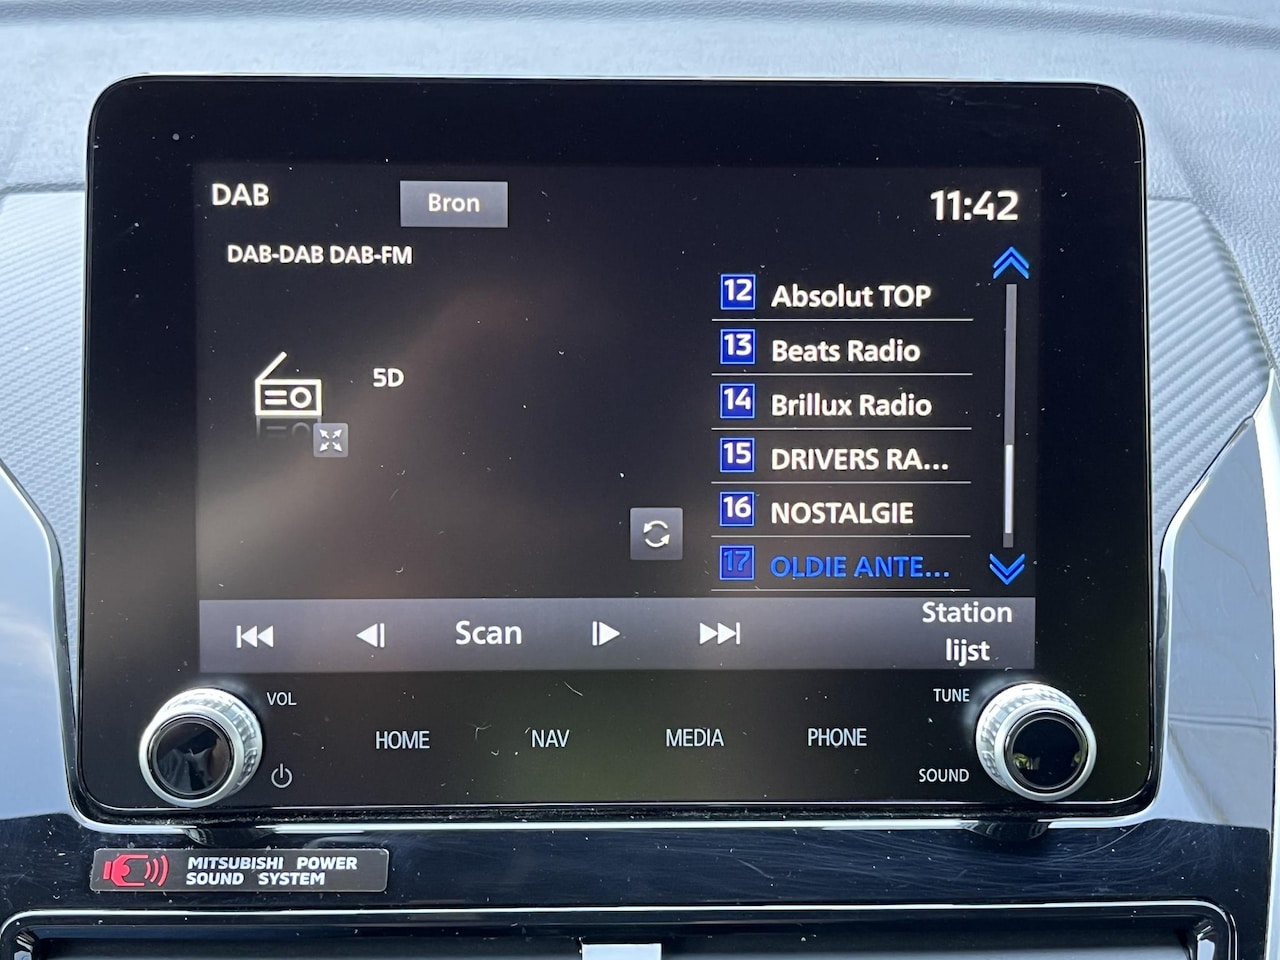 DAB
Bron
11:42
DAB-DAB DAB-FM
5D
12 Absolut TOP
13 Beats Radio
14 Brillux Radio
15 DRIVERS RA...
16 NOSTALGIE
17 OLDIE ANTE...
Scan
Station
lijst
VOL
TUNE
HOME
NAV
MEDIA
PHONE
SOUND
MITSUBISHI POWER
SOUND SYSTEM